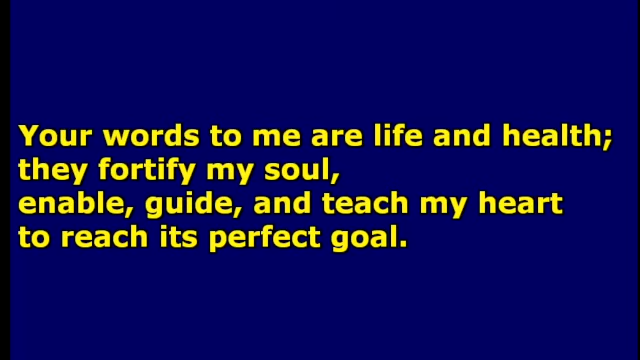 Your words to me are life and health;
they fortify my soul,
enable, guide, and teach my heart
to reach its perfect goal.